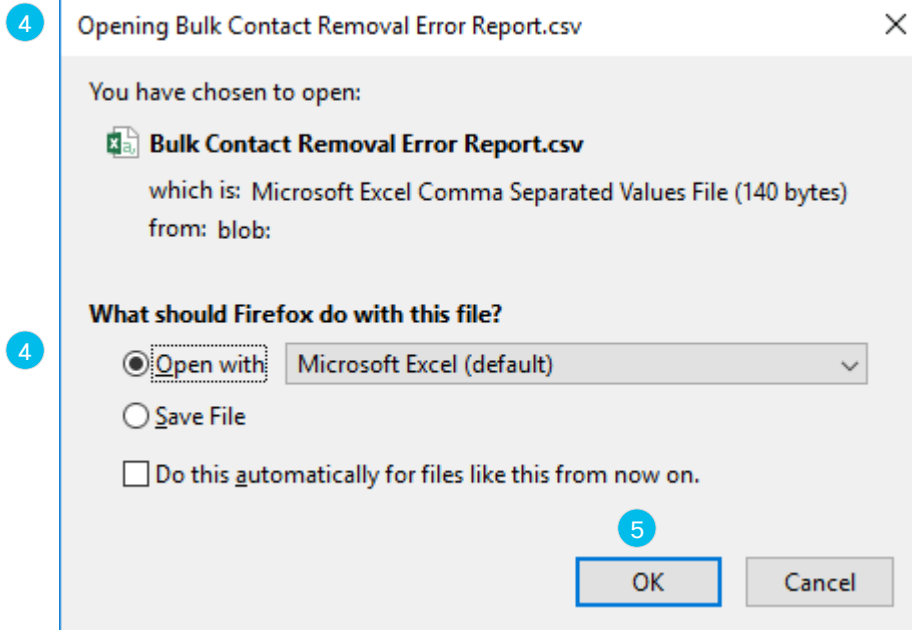 4
Opening Bulk Contact Removal Error Report.csv
You have chosen to open:
Bulk Contact Removal Error Report.csv
which is: Microsoft Excel Comma Separated Values File (140 bytes)
from: blob:
What should Firefox do with this file?
4
Open with Microsoft Excel (default)
Save File
Do this automatically for files like this from now on.
5
OK Cancel